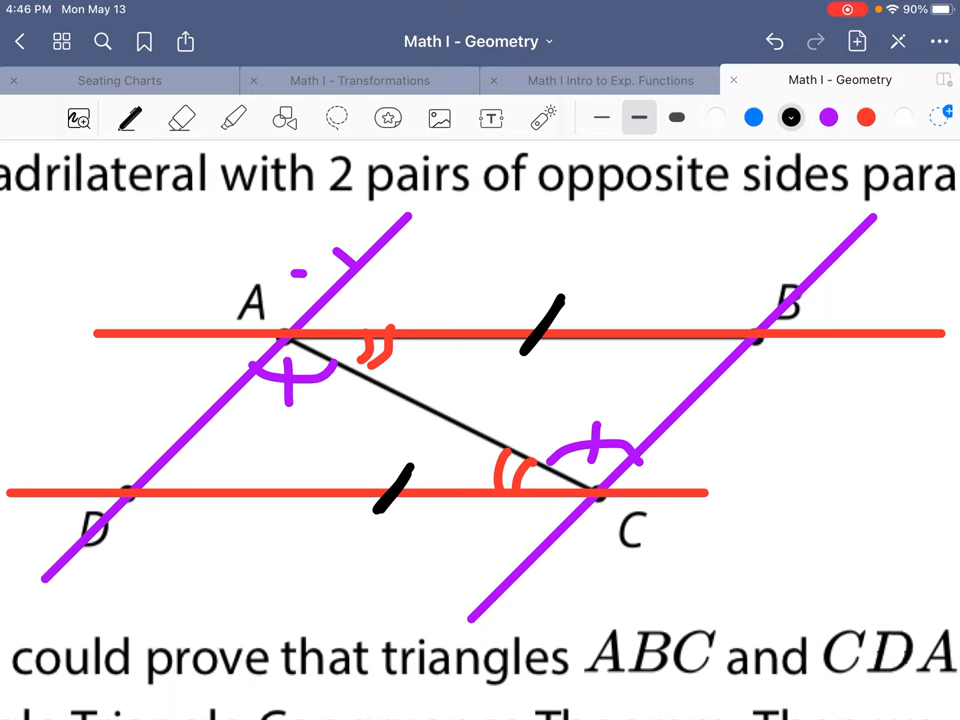 4:46 PM Mon May 13
90%
Math I - Geometry
Seating Charts
Math I - Transformations
Math I Intro to Exp. Functions
Math I - Geometry
adrilateral with 2 pairs of opposite sides para
A
B
D
C
could prove that triangles ABC and CDA